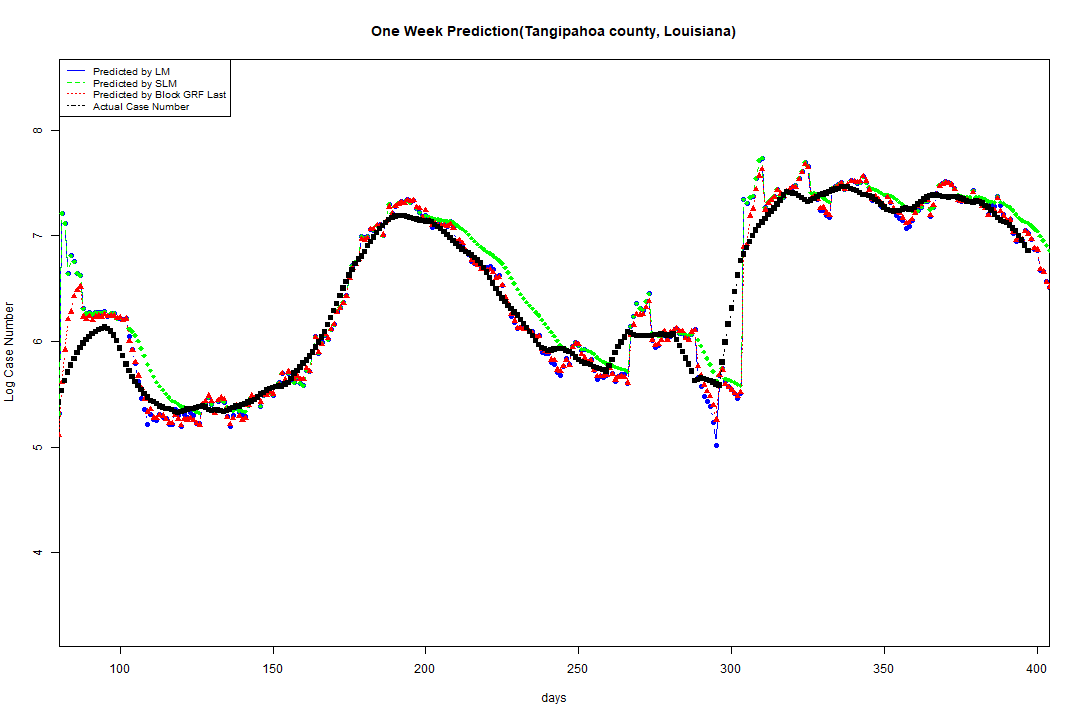 One Week Prediction(Tangipahoa county, Louisiana)
Predicted by LM
Predicted by SLM
Predicted by Block GRF Last
Actual Case Number
8
7
6
5
4
Log Case Number
100 150 200 250 300 350 400
days